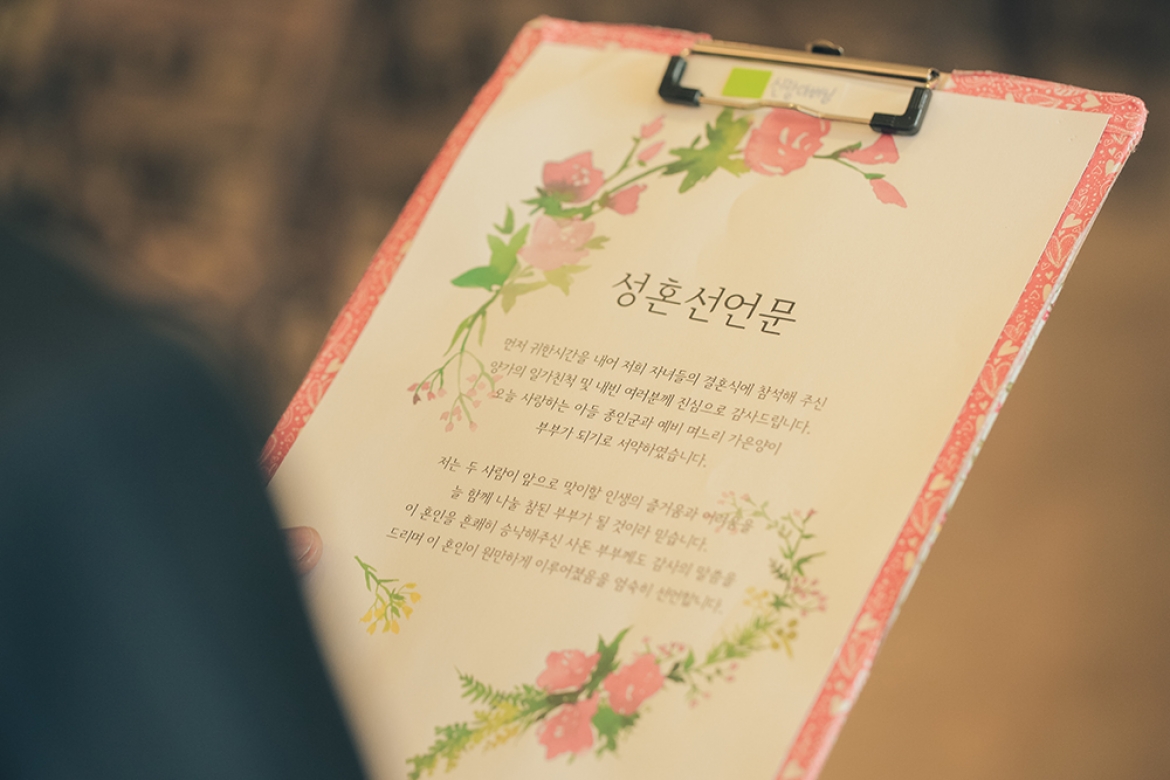 신랑아버님
성혼선언문
먼저 귀한시간을 내어 저희 자녀들의 결혼식에 참석해 주신
양가의 일가친척 및 내빈 여러분께 진심으로 감사드립니다.
오늘 사랑하는 아들 종인군과 예비 며느리 가은양이
부부가 되기로 서약하였습니다.
저는 두 사람이 앞으로 맞이할 인생의 즐거움과 어려움을
늘 함께 나눌 참된 부부가 될 것이라 믿습니다.
이 혼인을 흔쾌히 승낙해주신 사돈 부부께도 감사의 말씀을
드리며 이 혼인이 원만하게 이루어졌음을 엄숙히 선언합니다.